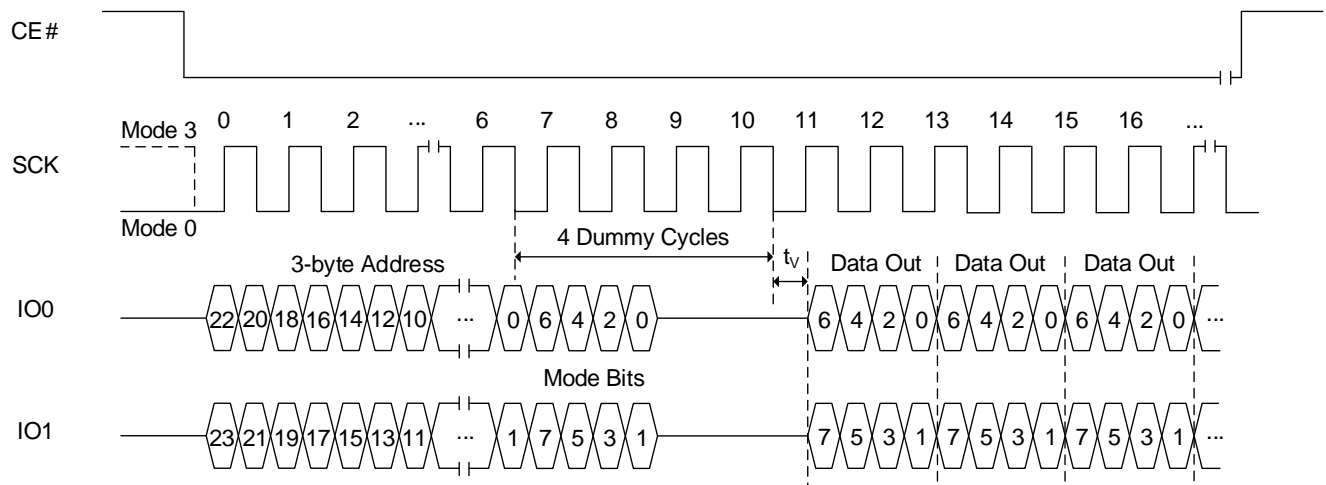 CE#
0 1 2 ... 6 7 8 9 10 11 12 13 14 15 16 ...
Mode 3
SCK
Mode 0
4 Dummy Cycles
3-byte Address tV Data Out Data Out Data Out
IO0 22 20 18 16 14 12 10 ... 0 6 4 2 0 6 4 2 0 6 4 2 0 6 4 2 0 ...
Mode Bits
IO1 23 21 19 17 15 13 11 ... 1 7 5 3 1 7 5 3 1 7 5 3 1 7 5 3 1 ...